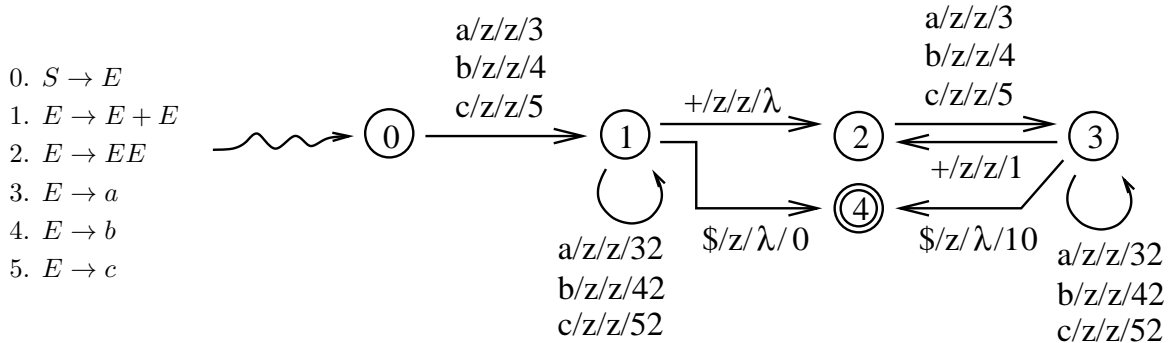 0. S → E
1. E → E + E
2. E → EE
3. E → a
4. E → b
5. E → c
0
a/z/z/3
b/z/z/4
c/z/z/5
1
a/z/z/32
b/z/z/42
c/z/z/52
+/z/z/λ
$/z/λ/0
2
4
a/z/z/3
b/z/z/4
c/z/z/5
+/z/z/1
$/z/λ/10
3
a/z/z/32
b/z/z/42
c/z/z/52